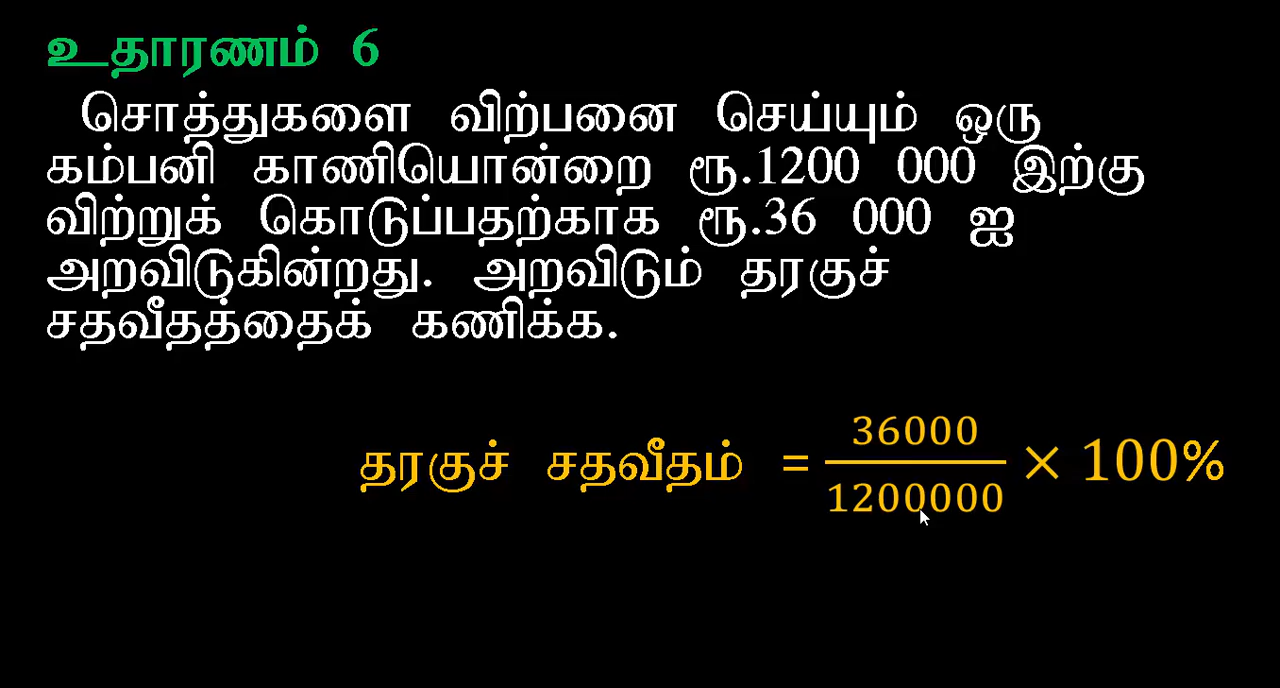 உதாரணம் 6
சொத்துகளை விற்பனை செய்யும் ஒரு
கம்பனி காணியொன்றை ரூ.1200 000 இற்கு
விற்றுக் கொடுப்பதற்காக ரூ.36 000 ஐ
அறவிடுகின்றது. அறவிடும் தரகுச்
சதவீதத்தைக் கணிக்க.
தரகுச் சதவீதம் = 36000/1200000 × 100%